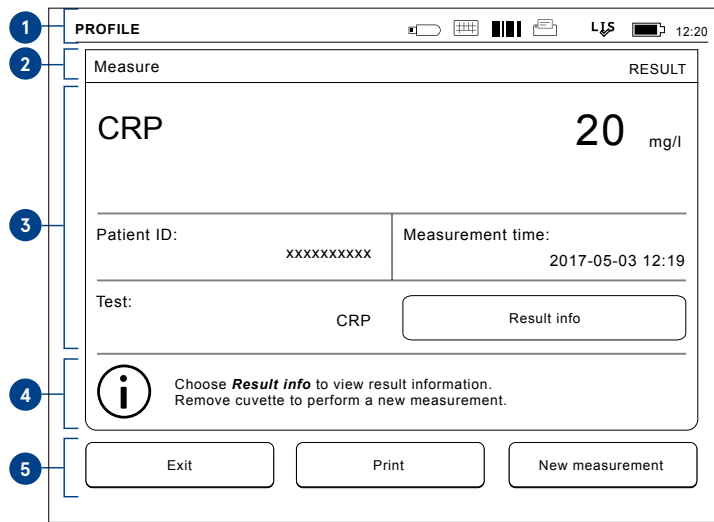 1 PROFILE LIS 12:20
2 Measure RESULT
3
CRP 20 mg/l
Patient ID: xxxxxxxxxx
Measurement time: 2017-05-03 12:19
Test: CRP
Result info
4
Choose Result info to view result information.
Remove cuvette to perform a new measurement.
5 Exit Print New measurement